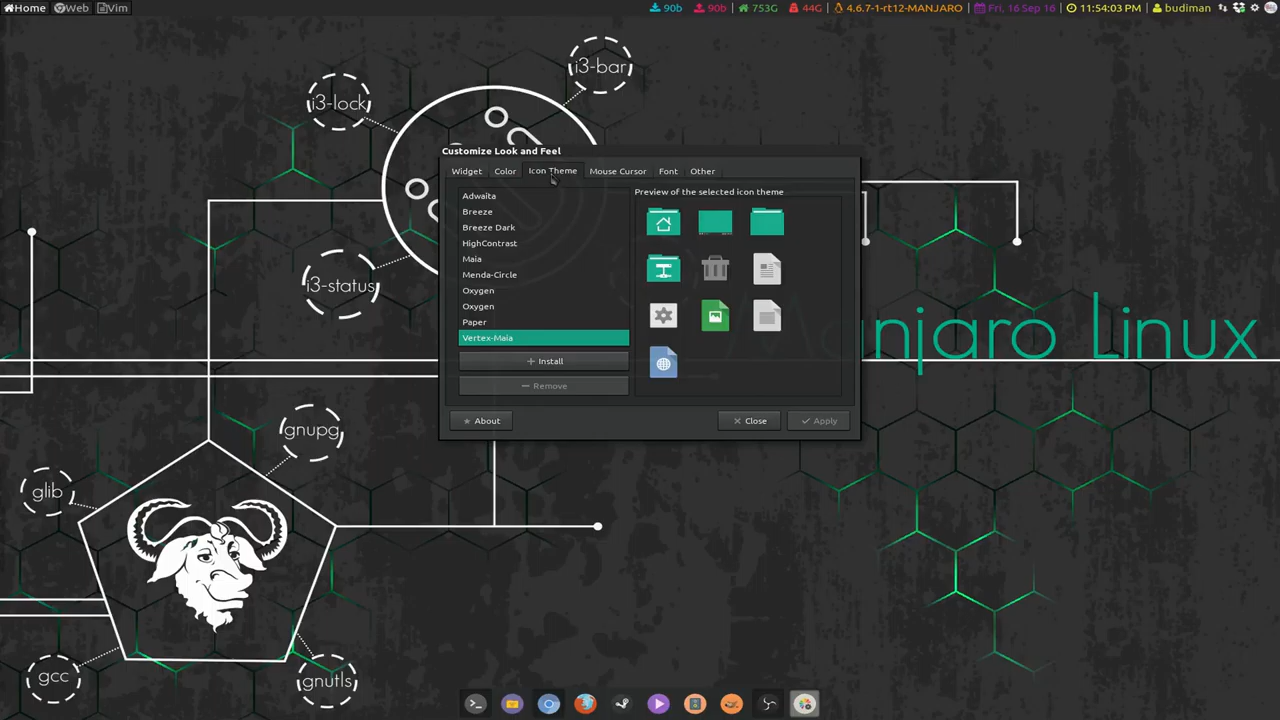 Home Web Vim 90b 90b 753G 44G 4.6.7-1-rt12-MANJARO Fri, 16 Sep 16 11:54:03 PM budiman
i3-bar
i3-lock
Customize Look and Feel
Widget Color Icon Theme Mouse Cursor Font Other
Preview of the selected icon theme
Adwaita
Breeze
Breeze Dark
HighContrast
Maia
Menda-Circle
Oxygen
Oxygen
Paper
Vertex-Maia
Install
Remove
About Close Apply
i3-status
Manjaro Linux
gnupg
glib
gcc
gnutls